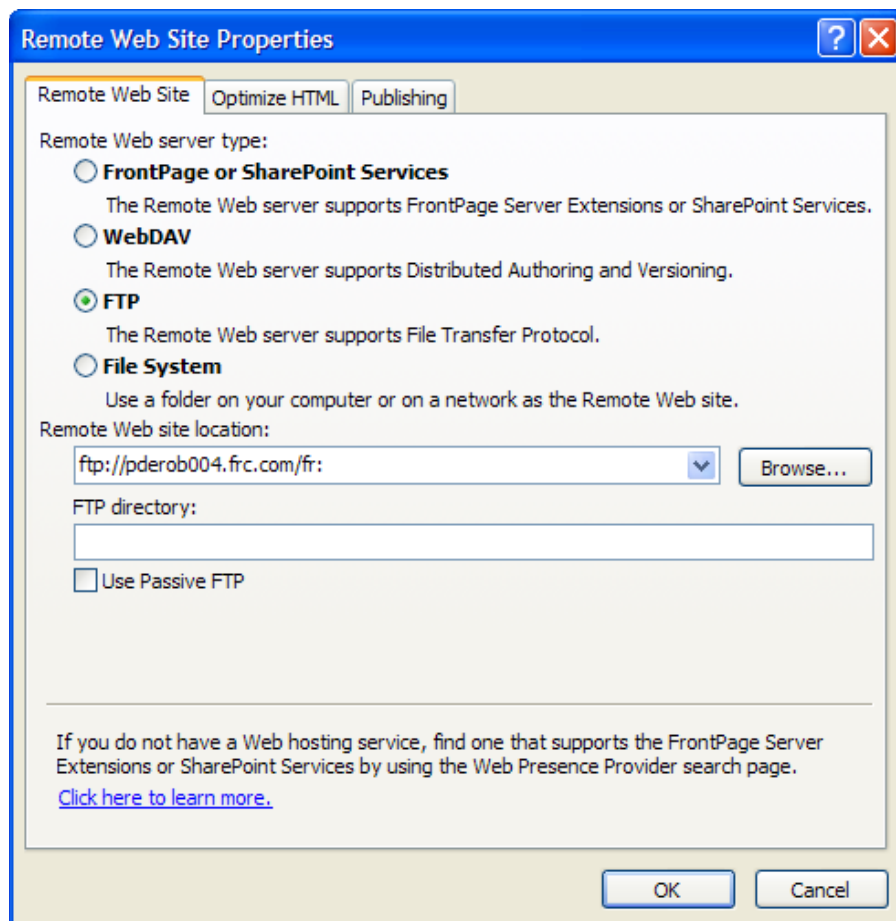 Remote Web Site Properties
Remote Web Site Optimize HTML Publishing
Remote Web server type:
FrontPage or SharePoint Services
The Remote Web server supports FrontPage Server Extensions or SharePoint Services.
WebDAV
The Remote Web server supports Distributed Authoring and Versioning.
FTP
The Remote Web server supports File Transfer Protocol.
File System
Use a folder on your computer or on a network as the Remote Web site.
Remote Web site location:
ftp://pderob004.frc.com/fr: Browse...
FTP directory:
Use Passive FTP
If you do not have a Web hosting service, find one that supports the FrontPage Server
Extensions or SharePoint Services by using the Web Presence Provider search page.
Click here to learn more.
OK Cancel